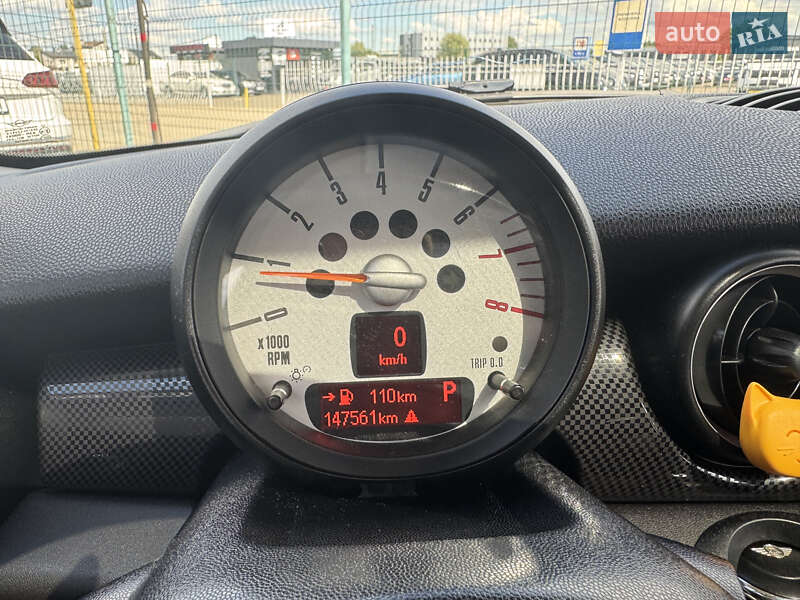 auto RIA
0 1 2 3 4 5 6 7 8
x1000
RPM
0
km/h
TRIP 0.0
→ 110km P
147561km